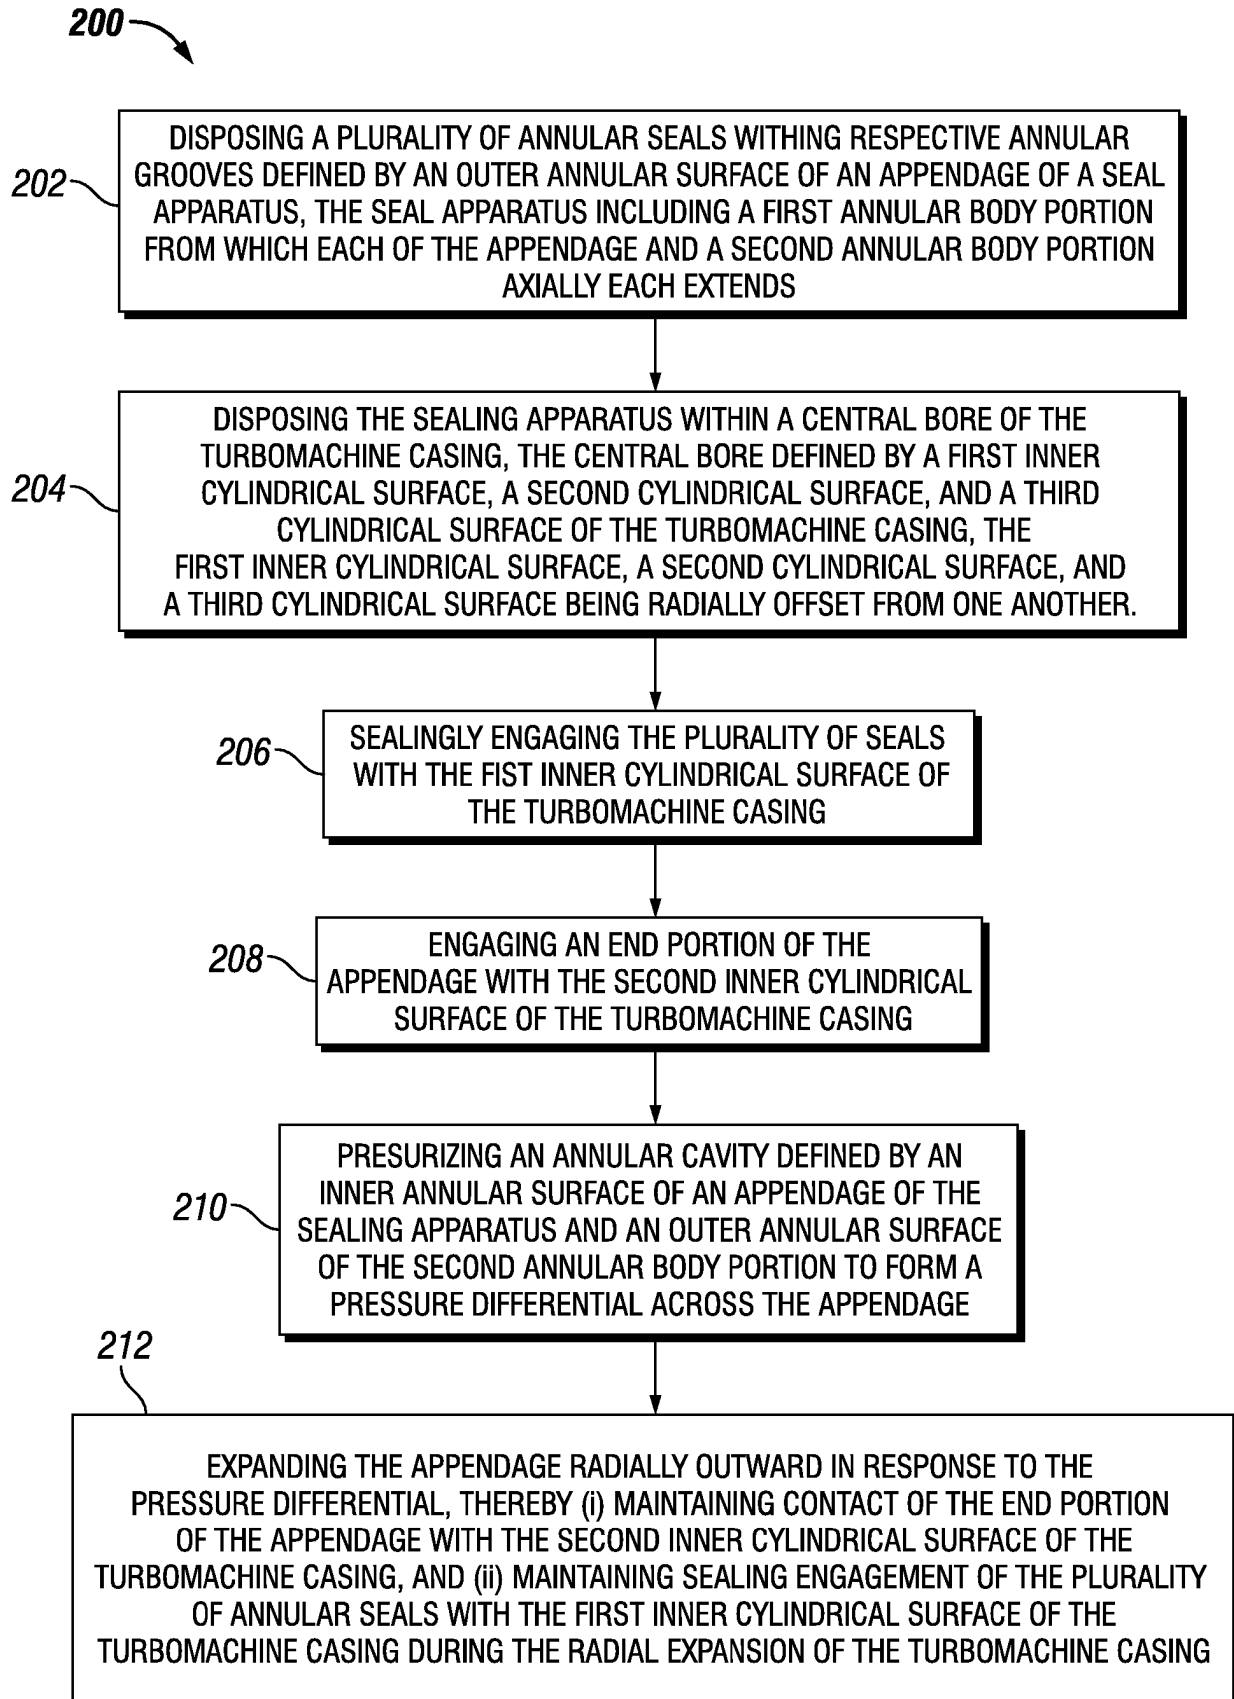 200
202
DISPOSING A PLURALITY OF ANNULAR SEALS WITHING RESPECTIVE ANNULAR
GROOVES DEFINED BY AN OUTER ANNULAR SURFACE OF AN APPENDAGE OF A SEAL
APPARATUS, THE SEAL APPARATUS INCLUDING A FIRST ANNULAR BODY PORTION
FROM WHICH EACH OF THE APPENDAGE AND A SECOND ANNULAR BODY PORTION
AXIALLY EACH EXTENDS
204
DISPOSING THE SEALING APPARATUS WITHIN A CENTRAL BORE OF THE
TURBOMACHINE CASING, THE CENTRAL BORE DEFINED BY A FIRST INNER
CYLINDRICAL SURFACE, A SECOND CYLINDRICAL SURFACE, AND A THIRD
CYLINDRICAL SURFACE OF THE TURBOMACHINE CASING, THE
FIRST INNER CYLINDRICAL SURFACE, A SECOND CYLINDRICAL SURFACE, AND
A THIRD CYLINDRICAL SURFACE BEING RADIALLY OFFSET FROM ONE ANOTHER.
206
SEALINGLY ENGAGING THE PLURALITY OF SEALS
WITH THE FIST INNER CYLINDRICAL SURFACE OF
THE TURBOMACHINE CASING
208
ENGAGING AN END PORTION OF THE
APPENDAGE WITH THE SECOND INNER CYLINDRICAL
SURFACE OF THE TURBOMACHINE CASING
210
PRESURIZING AN ANNULAR CAVITY DEFINED BY AN
INNER ANNULAR SURFACE OF AN APPENDAGE OF THE
SEALING APPARATUS AND AN OUTER ANNULAR SURFACE
OF THE SECOND ANNULAR BODY PORTION TO FORM A
PRESSURE DIFFERENTIAL ACROSS THE APPENDAGE
212
EXPANDING THE APPENDAGE RADIALLY OUTWARD IN RESPONSE TO THE
PRESSURE DIFFERENTIAL, THEREBY (i) MAINTAINING CONTACT OF THE END PORTION
OF THE APPENDAGE WITH THE SECOND INNER CYLINDRICAL SURFACE OF THE
TURBOMACHINE CASING, AND (ii) MAINTAINING SEALING ENGAGEMENT OF THE PLURALITY
OF ANNULAR SEALS WITH THE FIRST INNER CYLINDRICAL SURFACE OF THE
TURBOMACHINE CASING DURING THE RADIAL EXPANSION OF THE TURBOMACHINE CASING